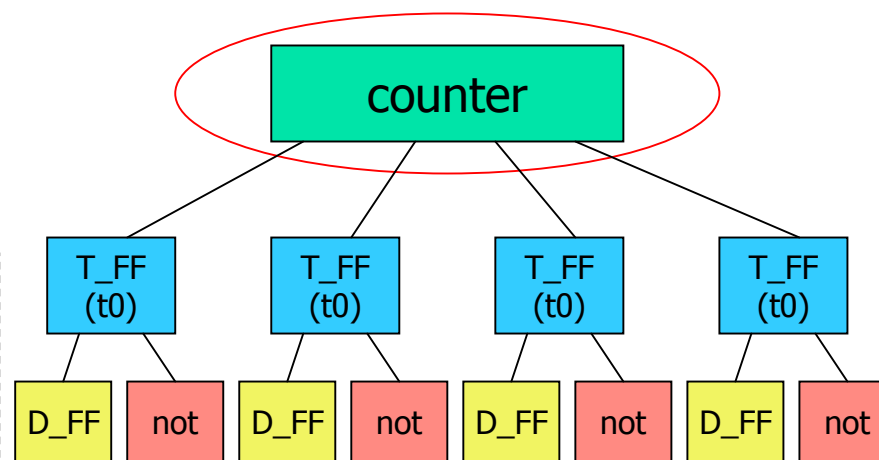 counter
T_FF
(t0)
T_FF
(t0)
T_FF
(t0)
T_FF
(t0)
D_FF
not
D_FF
not
D_FF
not
D_FF
not